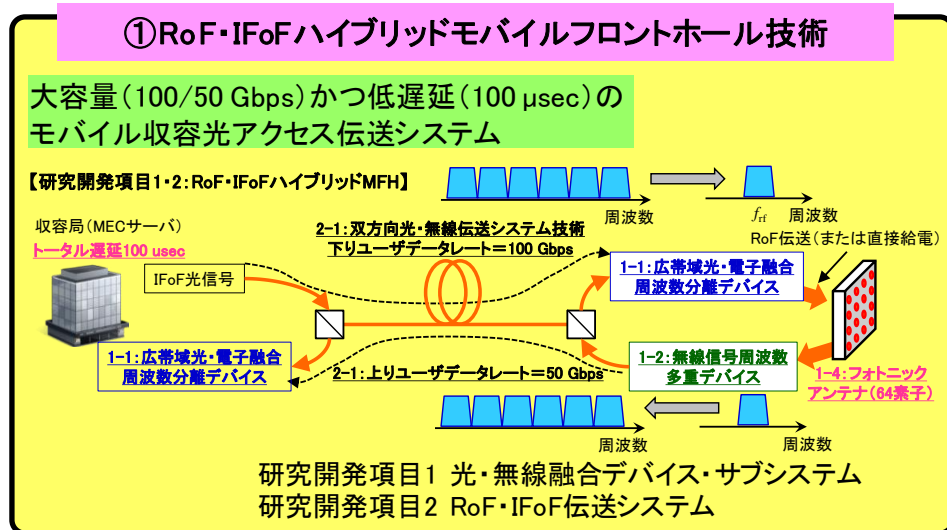 ①RoF・IFoFハイブリッドモバイルフロントホール技術
大容量(100/50 Gbps)かつ低遅延(100 μsec)の
モバイル収容光アクセス伝送システム
【研究開発項目1・2:RoF・IFoFハイブリッドMFH】
周波数
frf
周波数
収容局(MECサーバ)
トータル遅延100 usec
2-1:双方向光・無線伝送システム技術
下りユーザデータレート=100 Gbps
RoF伝送(または直接給電)
IFoF光信号
1-1:広帯域光・電子融合
周波数分離デバイス
1-1:広帯域光・電子融合
周波数分離デバイス
2-1:上りユーザデータレート=50 Gbps
1-2:無線信号周波数
多重デバイス
1-4:フォトニック
アンテナ(64素子)
周波数
周波数
研究開発項目1 光・無線融合デバイス・サブシステム
研究開発項目2 RoF・IFoF伝送システム